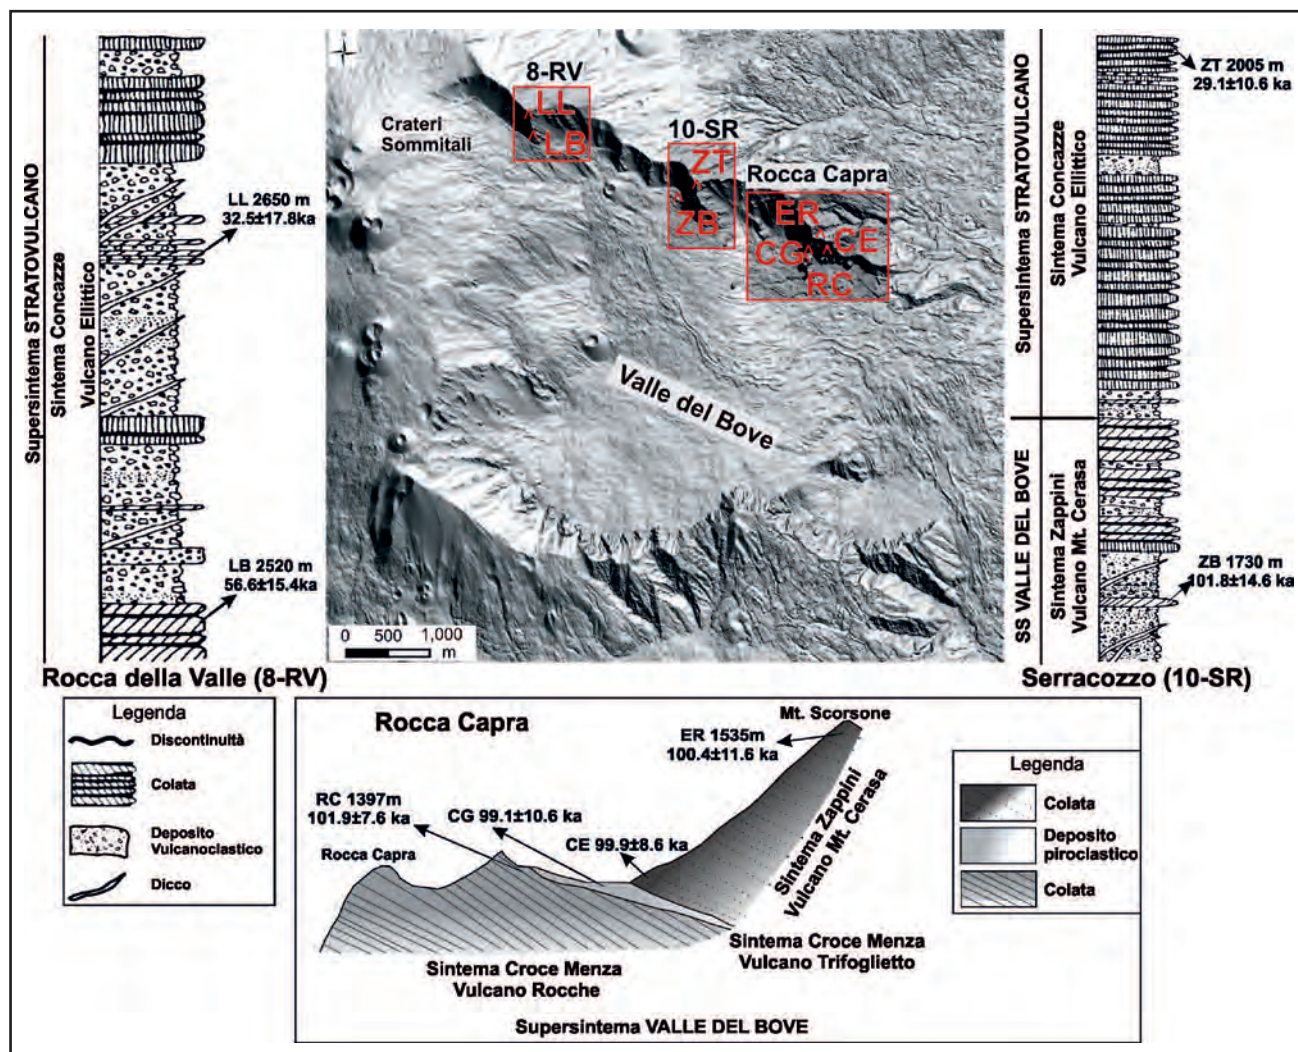 Supersintema STRATOVULCANO
Sintema Concazze
Vulcano Ellittico
LL 2650 m
32.5±17.8ka
LB 2520 m
56.6±15.4ka
Rocca della Valle (8-RV)
8-RV
LL
LB
Crateri
Sommitali
10-SR
ZT
ZB
Rocca Capra
ER
CG
CE
RC
Valle del Bove
0 500 1,000
m
Supersintema STRATOVULCANO
Sintema Concazze
Vulcano Ellittico
SS VALLE DEL BOVE
Sintema Zappini
Vulcano Mt. Cerasa
ZT 2005 m
29.1±10.6 ka
ZB 1730 m
101.8±14.6 ka
Serracozzo (10-SR)
Legenda
Discontinuità
Colata
Deposito
Vulcanoclastico
Dicco
Rocca Capra
Mt. Scorsone
ER 1535m
100.4±11.6 ka
RC 1397m
101.9±7.6 ka
CG 99.1±10.6 ka
CE 99.9±8.6 ka
Rocca Capra
Sintema Zappini
Vulcano Mt. Cerasa
Sintema Croce Menza
Vulcano Trifoglietto
Sintema Croce Menza
Vulcano Rocche
Supersintema VALLE DEL BOVE
Legenda
Colata
Deposito
piroclastico
Colata